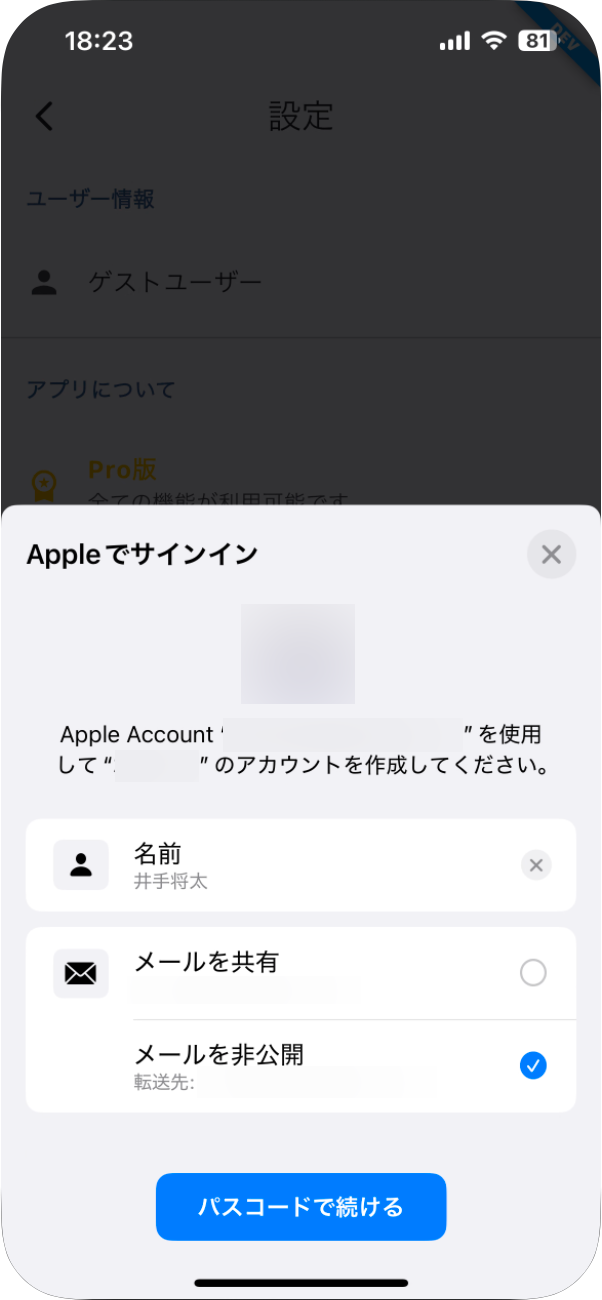 18:23
81
DEV
設定
ユーザー情報
ゲストユーザー
アプリについて
Pro版
全ての機能が利用可能です
Appleでサインイン
Apple Account “ ” を使用
して “ ” のアカウントを作成してください。
名前
井手将太
メールを共有
メールを非公開
転送先:
パスコードで続ける